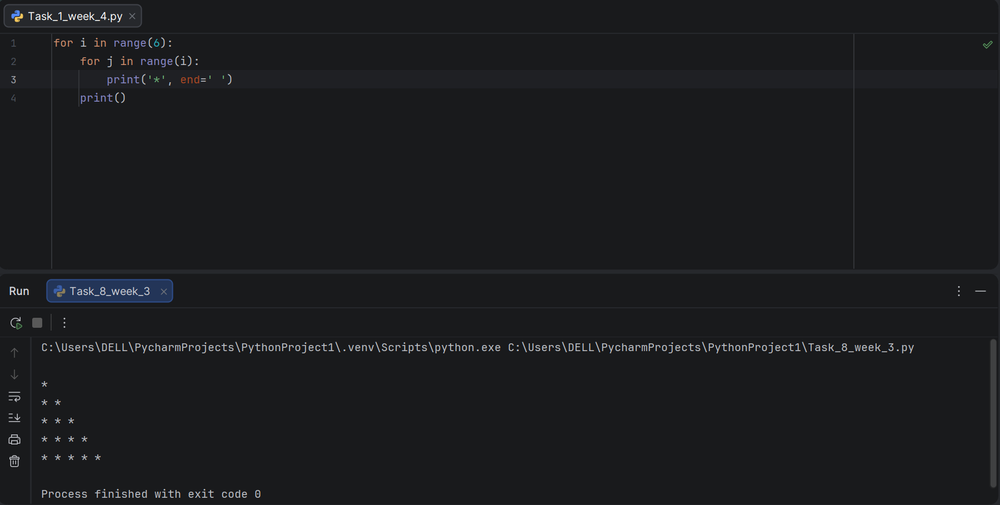 Task_1_week_4.py
1 for i in range(6):
2     for j in range(i):
3         print('*', end=' ')
4     print()
Run Task_8_week_3
C:\Users\DELL\PycharmProjects\PythonProject1\.venv\Scripts\python.exe C:\Users\DELL\PycharmProjects\PythonProject1\Task_8_week_3.py
*
* *
* * *
* * * *
* * * * *
Process finished with exit code 0